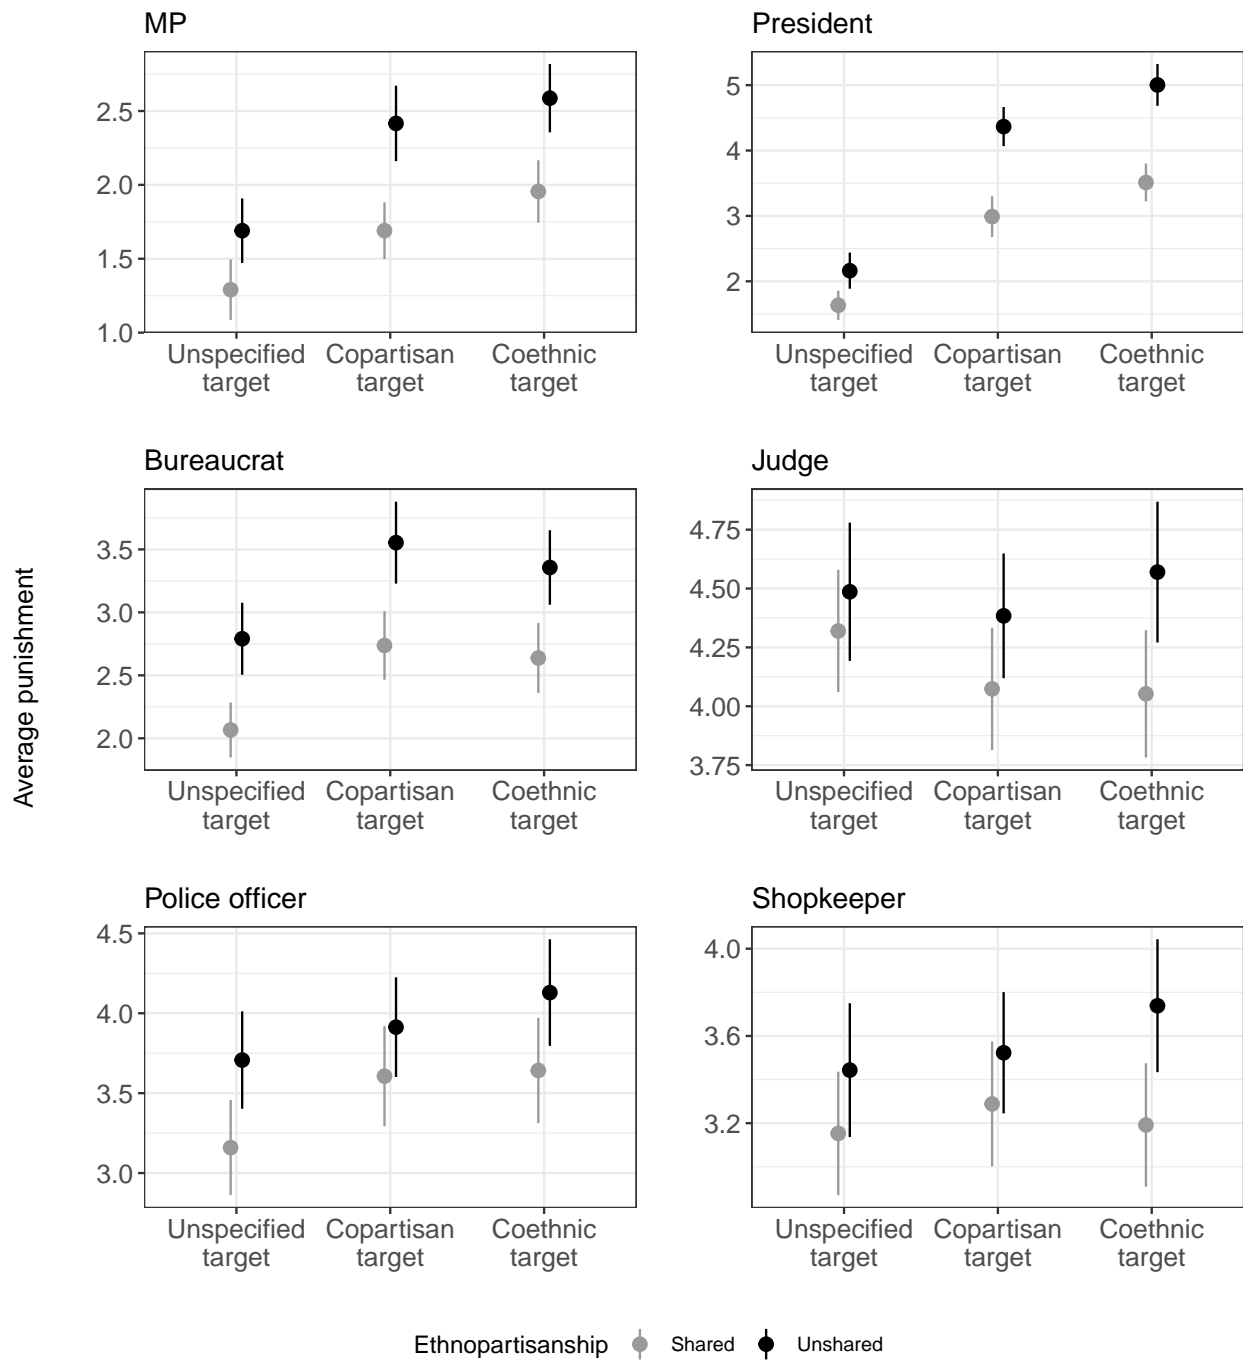 MP
President
2.5
2.0
1.5
1.0
Unspecified target
Copartisan target
Coethnic target
5
4
3
2
Unspecified target
Copartisan target
Coethnic target
Bureaucrat
Judge
3.5
3.0
2.5
2.0
Unspecified target
Copartisan target
Coethnic target
4.75
4.50
4.25
4.00
3.75
Unspecified target
Copartisan target
Coethnic target
Average punishment
Police officer
Shopkeeper
4.5
4.0
3.5
3.0
Unspecified target
Copartisan target
Coethnic target
4.0
3.6
3.2
Unspecified target
Copartisan target
Coethnic target
Ethnopartisanship Shared Unshared